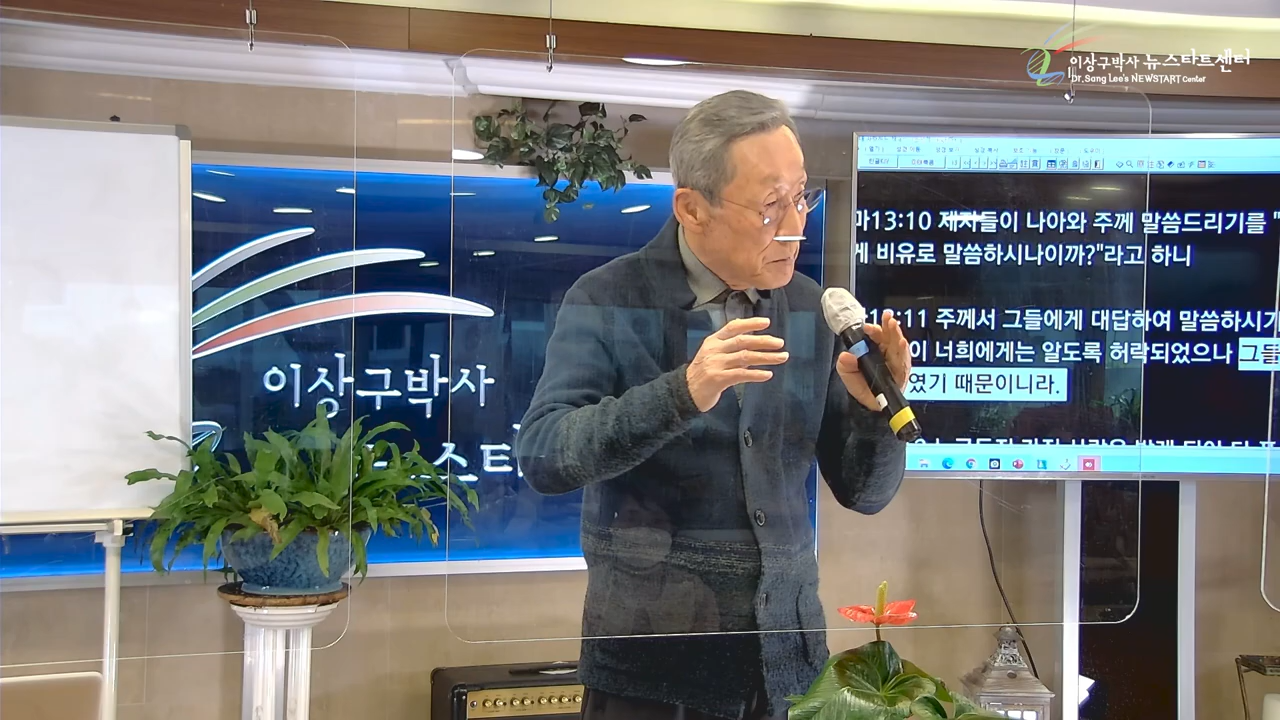 이상구박사 뉴스타트센터
Dr. Sang Lee's NEWSTART Center
이상구박사
스타
마13:10 제자들이 나아와 주께 말씀드리기를 "
게 비유로 말씀하시나이까?"라고 하니
:11 주께서 그들에게 대답하여 말씀하시기
이 너희에게는 알도록 허락되었으나 그들
였기 때문이니라.